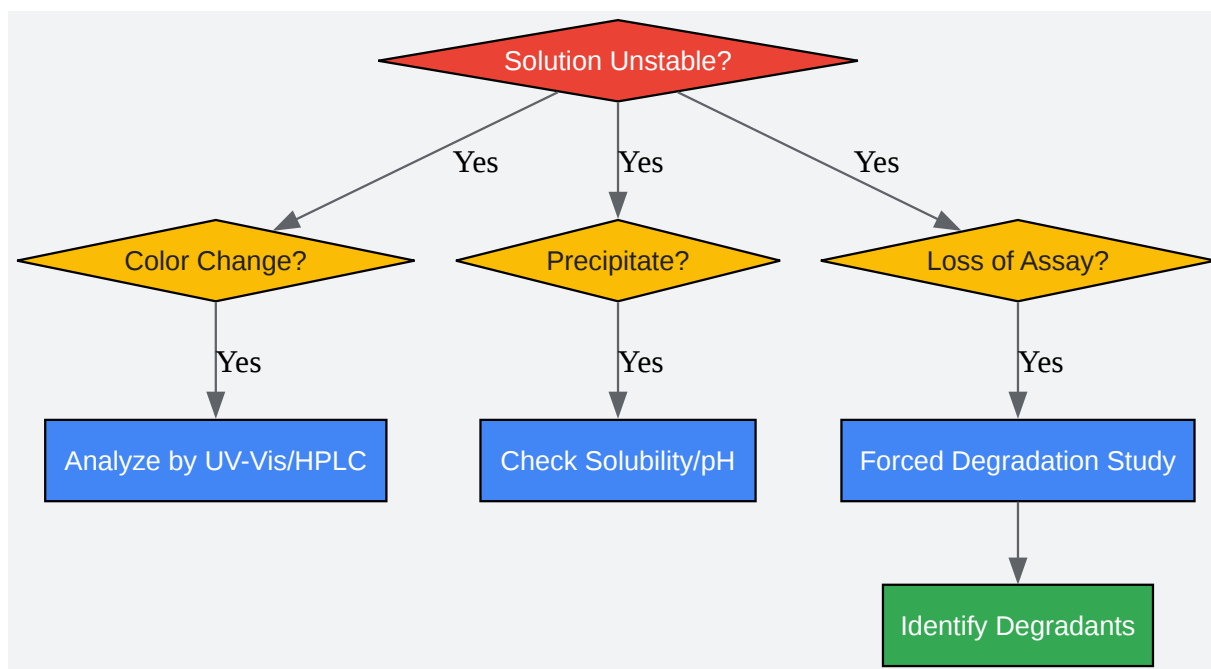 Solution Unstable?
Yes
Yes
Yes
Color Change?
Precipitate?
Loss of Assay?
Yes
Yes
Yes
Analyze by UV-Vis/HPLC
Check Solubility/pH
Forced Degradation Study
Identify Degradants